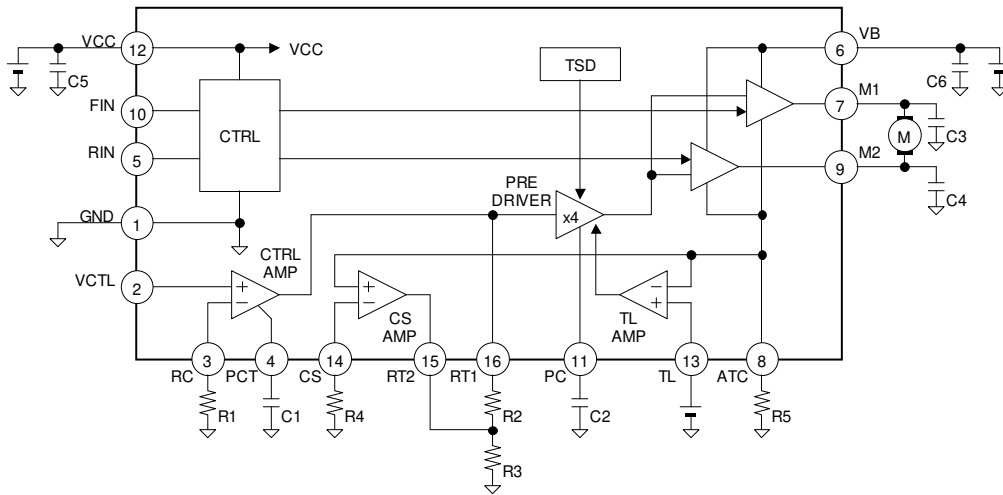 VCC
12
VCC
VB
6
C5
TSD
C6
FIN
10
CTRL
M1
7
RIN
5
M
C3
M2
9
PRE
DRIVER
C4
GND
1
x4
CTRL
AMP
VCTL
2
+
−
+
−
CS
AMP
−
+
TL
AMP
3
4
14
15
16
11
13
8
RC
PCT
CS
RT2
RT1
PC
TL
ATC
R1
C1
R4
R2
C2
R5
R3